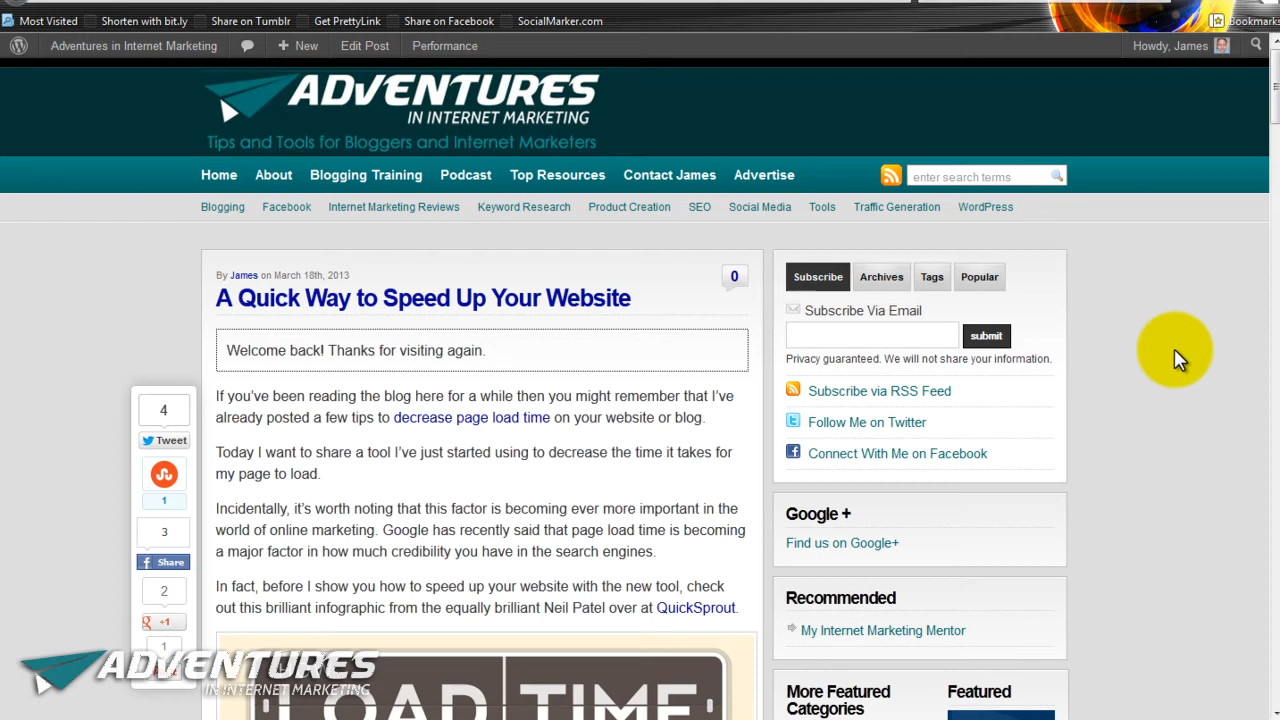 Most Visited Shorten with bit.ly Share on Tumblr Get PrettyLink Share on Facebook SocialMarker.com Bookmarks
Adventures in Internet Marketing New Edit Post Performance Howdy, James
ADVENTURES
IN INTERNET MARKETING
Tips and Tools for Bloggers and Internet Marketers
Home About Blogging Training Podcast Top Resources Contact James Advertise enter search terms
Blogging Facebook Internet Marketing Reviews Keyword Research Product Creation SEO Social Media Tools Traffic Generation WordPress
By James on March 18th, 2013
0
A Quick Way to Speed Up Your Website
Welcome back! Thanks for visiting again.
If you've been reading the blog here for a while then you might remember that I've
already posted a few tips to decrease page load time on your website or blog.
Today I want to share a tool I've just started using to decrease the time it takes for
my page to load.
Incidentally, it's worth noting that this factor is becoming ever more important in the
world of online marketing. Google has recently said that page load time is becoming
a major factor in how much credibility you have in the search engines.
In fact, before I show you how to speed up your website with the new tool, check
out this brilliant infographic from the equally brilliant Neil Patel over at QuickSprout.
LOAD TIME
4
Tweet
1
3
Share
2
+1
1
ADVENTURES
IN INTERNET MARKETING
Subscribe Archives Tags Popular
Subscribe Via Email
submit
Privacy guaranteed. We will not share your information.
Subscribe via RSS Feed
Follow Me on Twitter
Connect With Me on Facebook
Google +
Find us on Google+
Recommended
My Internet Marketing Mentor
More Featured
Categories
Featured